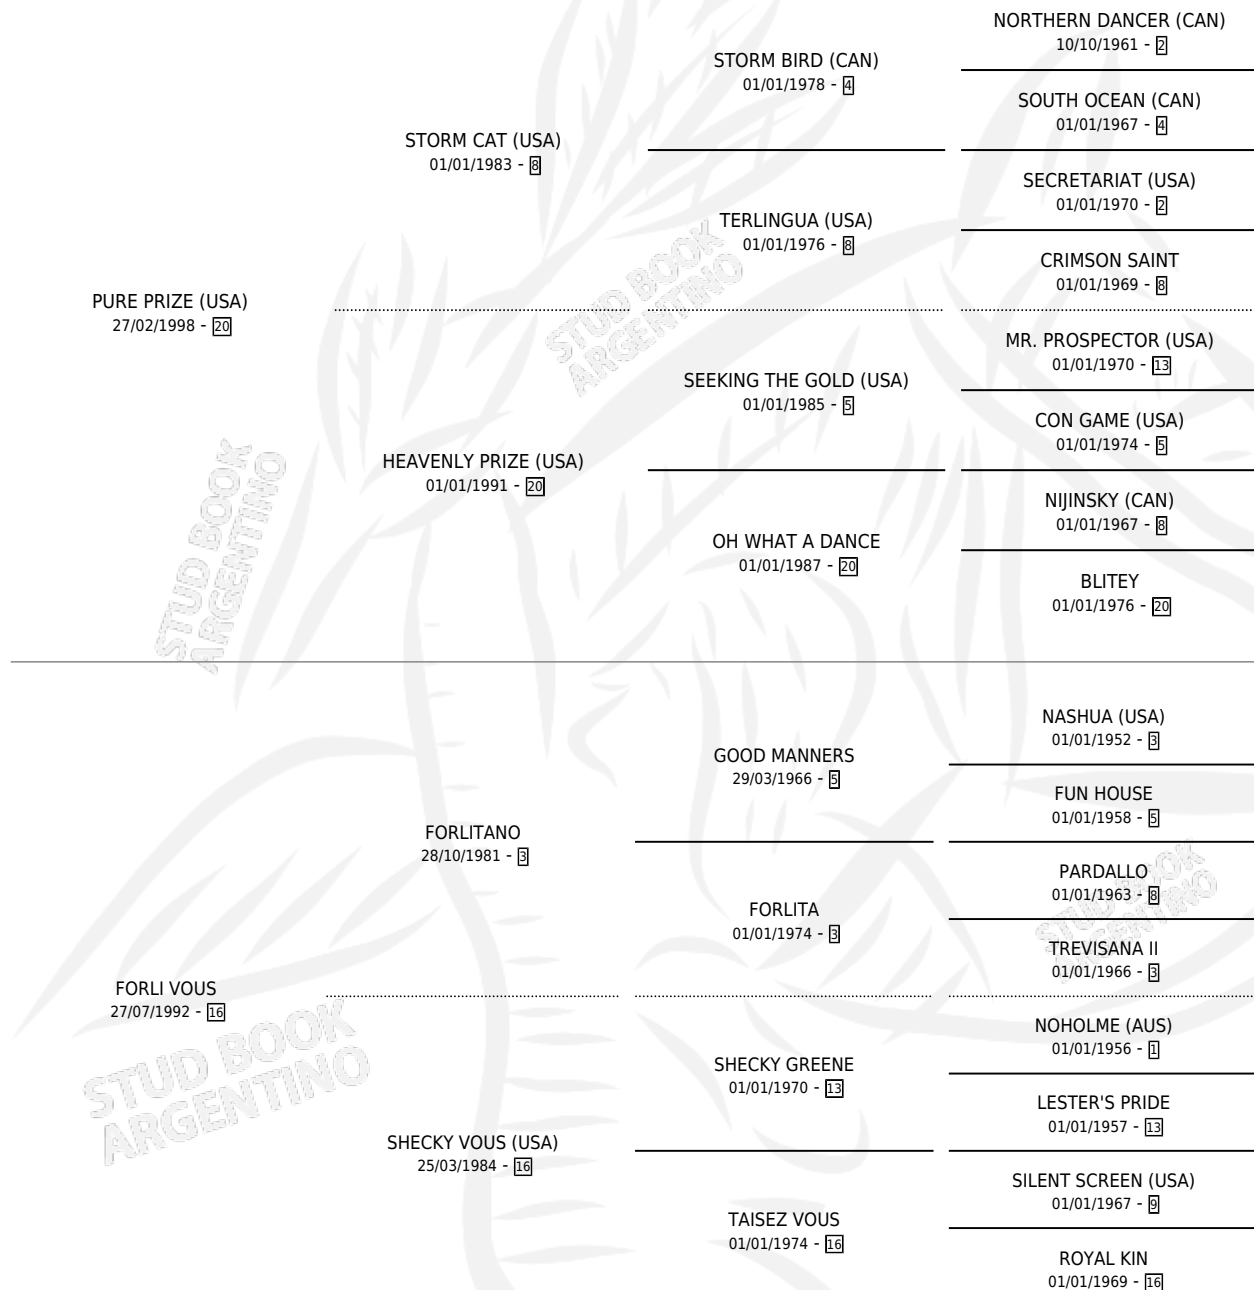 NORTHERN DANCER (CAN)
10/10/1961 - 2
STORM BIRD (CAN)
01/01/1978 - 4
SOUTH OCEAN (CAN)
01/01/1967 - 4
STORM CAT (USA)
01/01/1983 - 8
SECRETARIAT (USA)
01/01/1970 - 2
TERLINGUA (USA)
01/01/1976 - 8
CRIMSON SAINT
01/01/1969 - 8
PURE PRIZE (USA)
27/02/1998 - 20
MR. PROSPECTOR (USA)
01/01/1970 - 13
SEEKING THE GOLD (USA)
01/01/1985 - 5
CON GAME (USA)
01/01/1974 - 5
HEAVENLY PRIZE (USA)
01/01/1991 - 20
NIJINSKY (CAN)
01/01/1967 - 8
OH WHAT A DANCE
01/01/1987 - 20
BLITEY
01/01/1976 - 20
NASHUA (USA)
01/01/1952 - 3
GOOD MANNERS
29/03/1966 - 5
FUN HOUSE
01/01/1958 - 5
FORLITANO
28/10/1981 - 3
PARDALLO
01/01/1963 - 8
FORLITA
01/01/1974 - 3
TREVISANA II
01/01/1966 - 3
FORLI VOUS
27/07/1992 - 16
NOHOLME (AUS)
01/01/1956 - 1
SHECKY GREENE
01/01/1970 - 13
LESTER'S PRIDE
01/01/1957 - 13
SHECKY VOUS (USA)
25/03/1984 - 16
SILENT SCREEN (USA)
01/01/1967 - 9
TAISEZ VOUS
01/01/1974 - 16
ROYAL KIN
01/01/1969 - 16
STUD BOOK
ARGENTINO
STUD BOOK
ARGENTINO
STUD BOOK
ARGENTINO
STUD BOOK
ARGENTINO